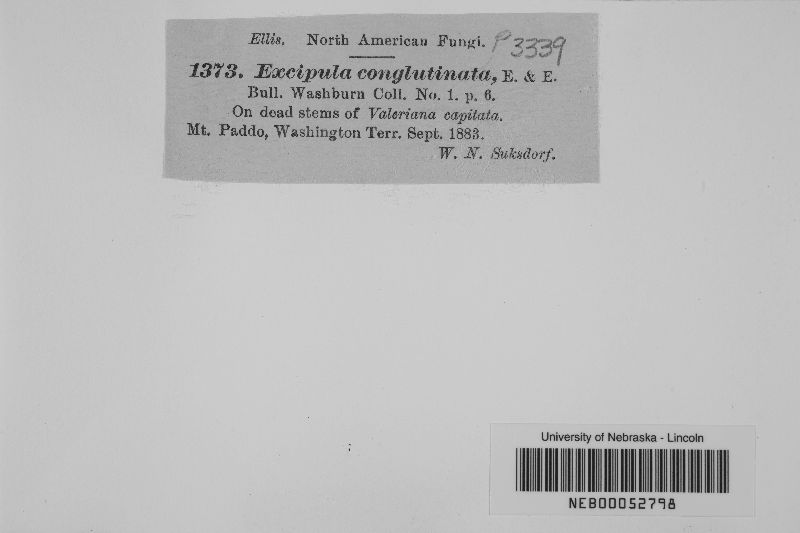 Ellis. North American Fungi. P 3339
1373. Excipula conglutinata, E. & E.
Bull. Washburn Coll. No. 1. p. 6.
On dead stems of Valeriana capitata.
Mt. Paddo, Washington Terr. Sept. 1883.
W. N. Suksdorf.
University of Nebraska - Lincoln
NEB00052798